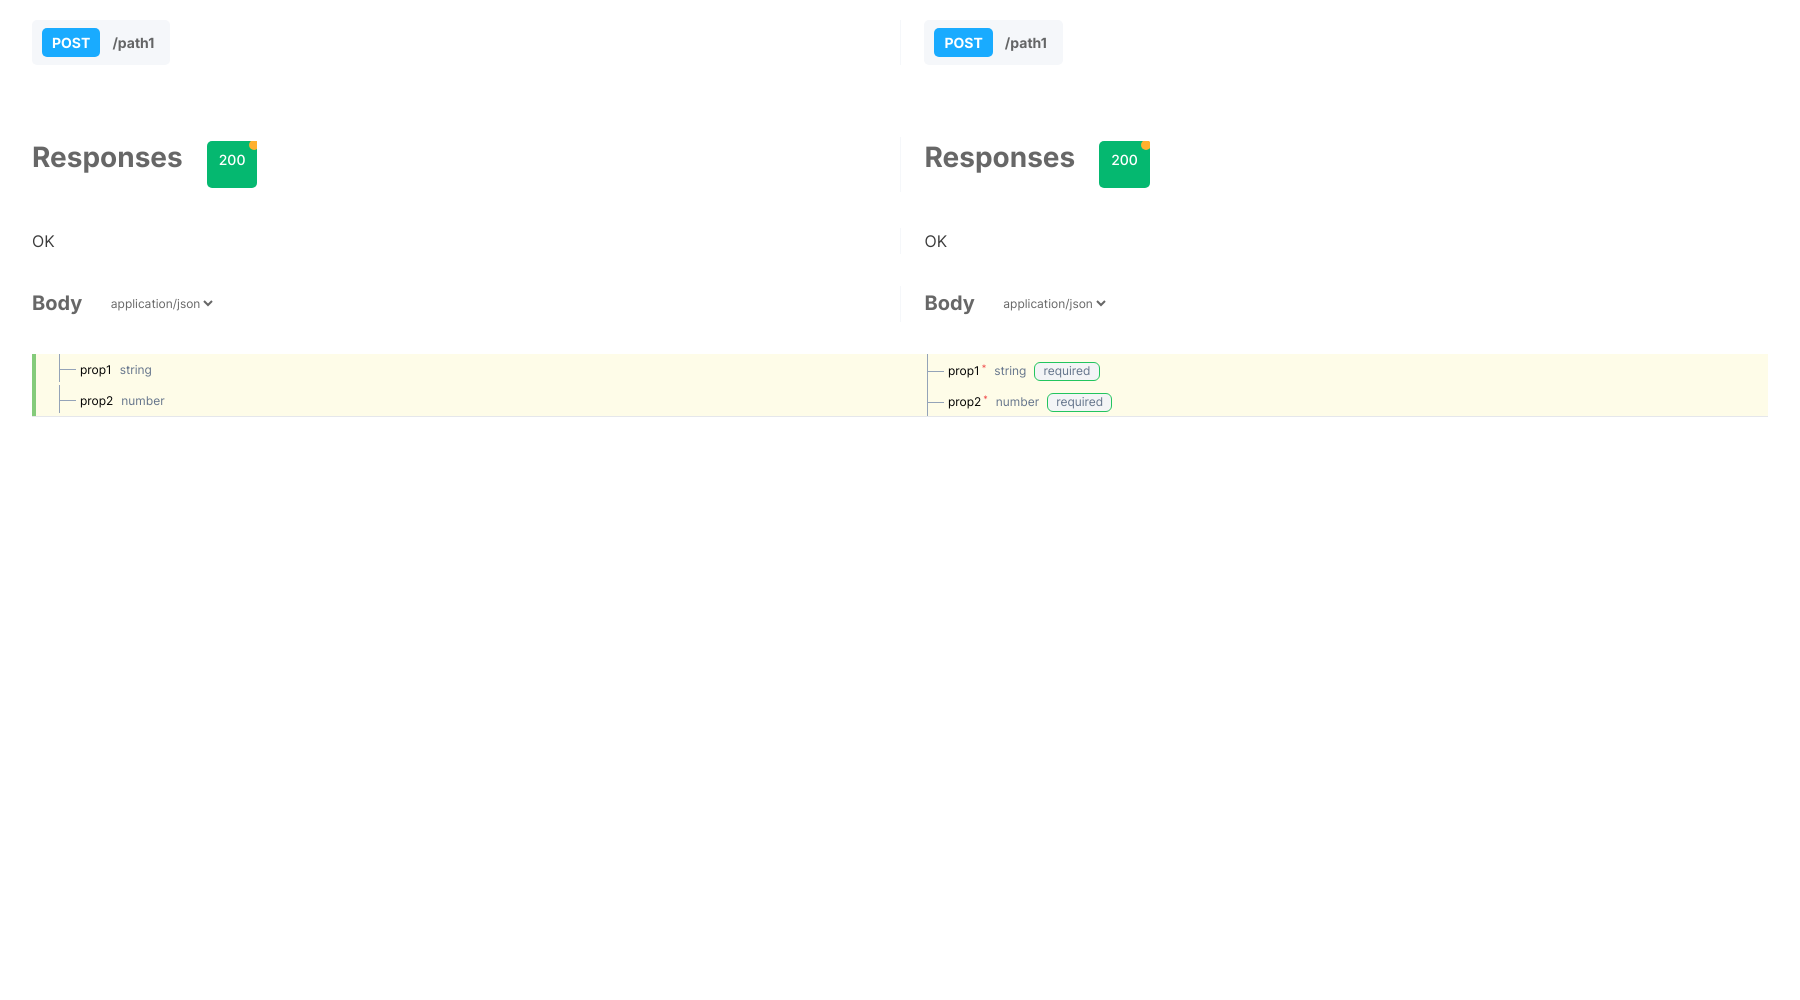 POST /path1 POST /path1
Responses 200 Responses 200
OK OK
Body application/json Body application/json
prop1 string prop1* string required
prop2 number prop2* number required